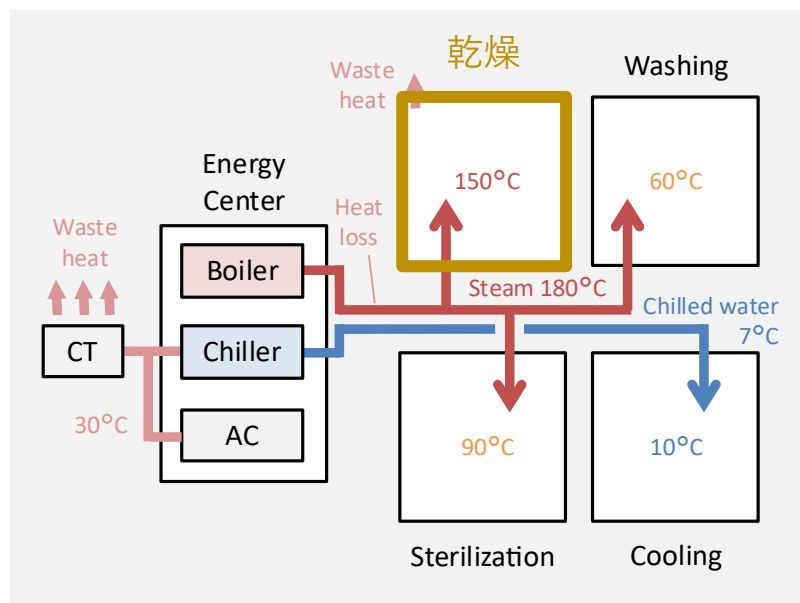 乾燥
Waste
heat
Washing
Energy
Center
150°C
60°C
Waste
heat
Heat
loss
Boiler
Steam 180°C
Chilled water
7°C
CT
Chiller
30°C
AC
90°C
10°C
Sterilization
Cooling